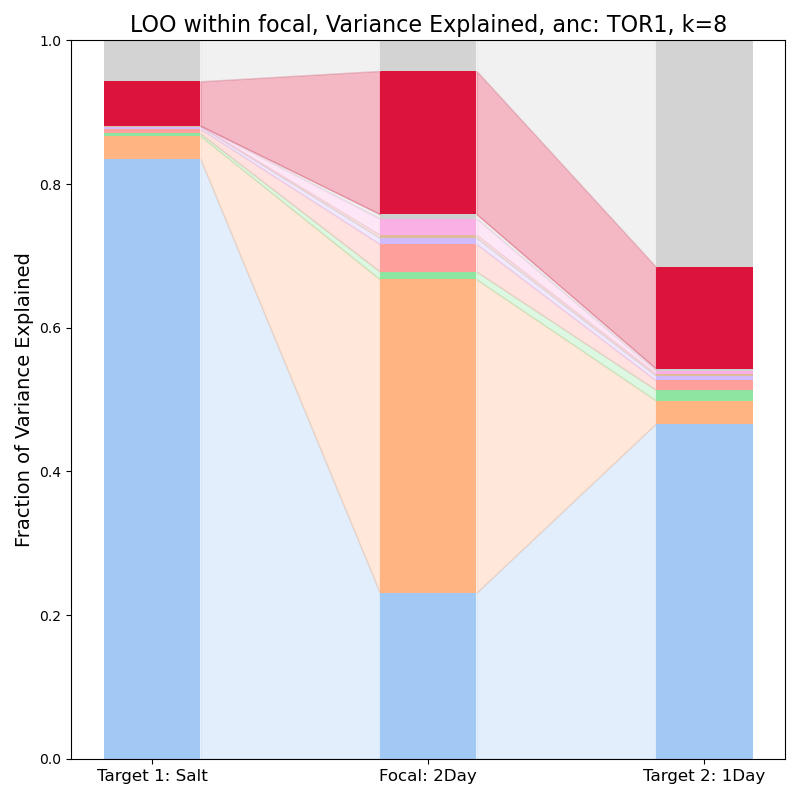 LOO within focal, Variance Explained, anc: TOR1, k=8
Fraction of Variance Explained
1.0
0.8
0.6
0.4
0.2
0.0
Target 1: Salt
Focal: 2Day
Target 2: 1Day